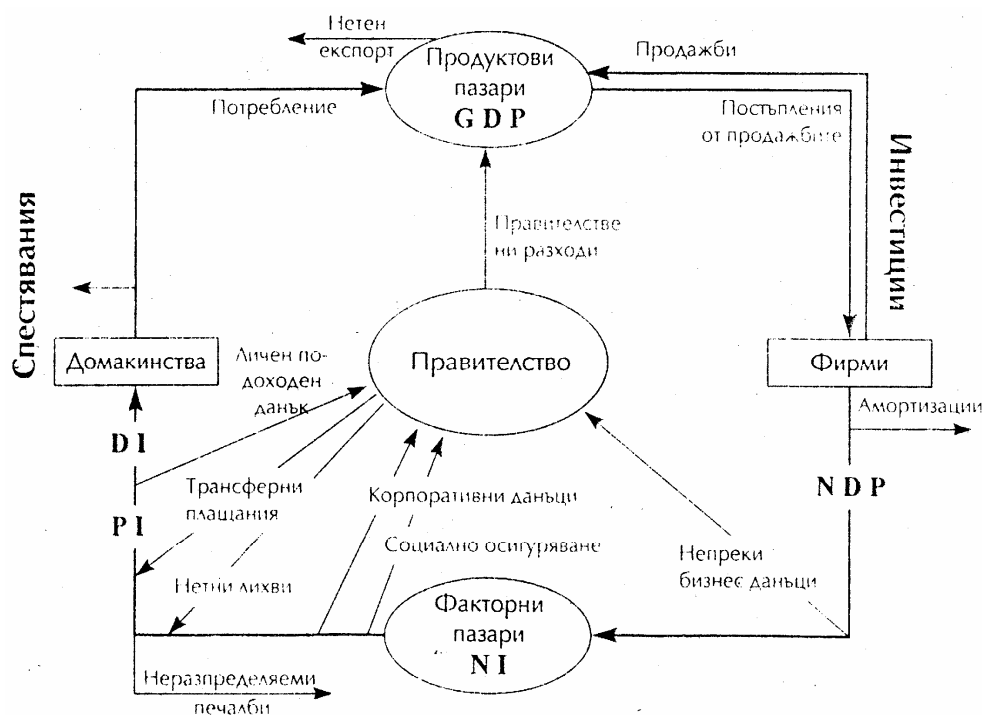 Нетен
експорт
Продуктови
пазари
GDP
Продажби
Потребление
Постъпления
от продажбите
Инвестиции
Спестявания
Правителстве
ни разходи
Домакинства
Личен по-
доходен
данък
Правителство
Фирми
Амортизации
DI
NDP
PI
Трансферни
плащания
Корпоративни данъци
Социално осигуряване
Непреки
бизнес данъци
Нетни лихви
Факторни
пазари
NI
Неразпределяеми
печалби